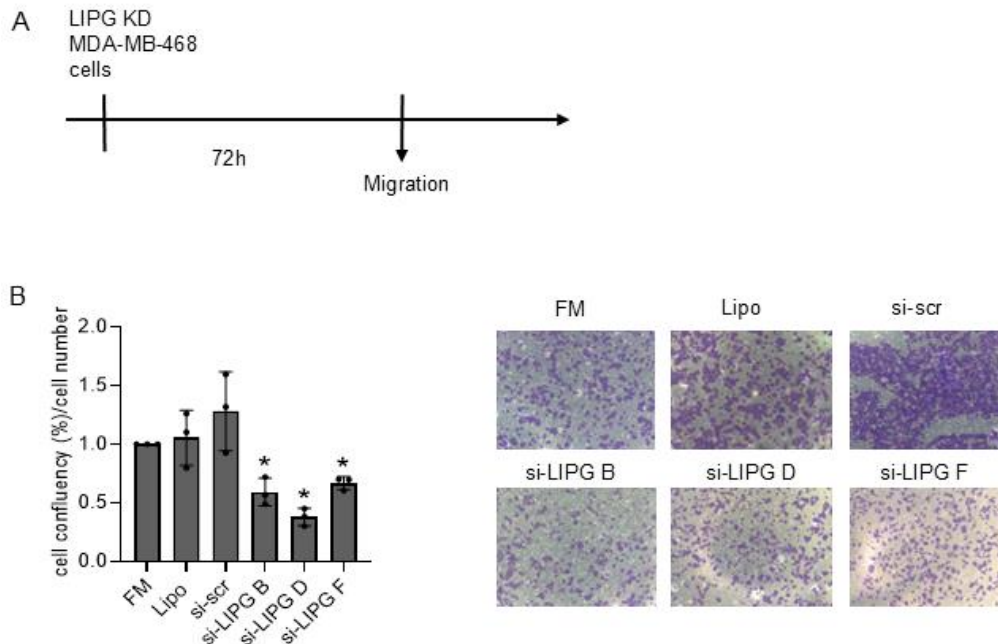 A
LIPG KD
MDA-MB-468
cells
72h
Migration
B
cell confluency (%)/cell number
2.0
1.5
1.0
0.5
0.0
*
*
*
FM
Lipo
si-scr
si-LIPG B
si-LIPG D
si-LIPG F
FM
Lipo
si-scr
si-LIPG B
si-LIPG D
si-LIPG F